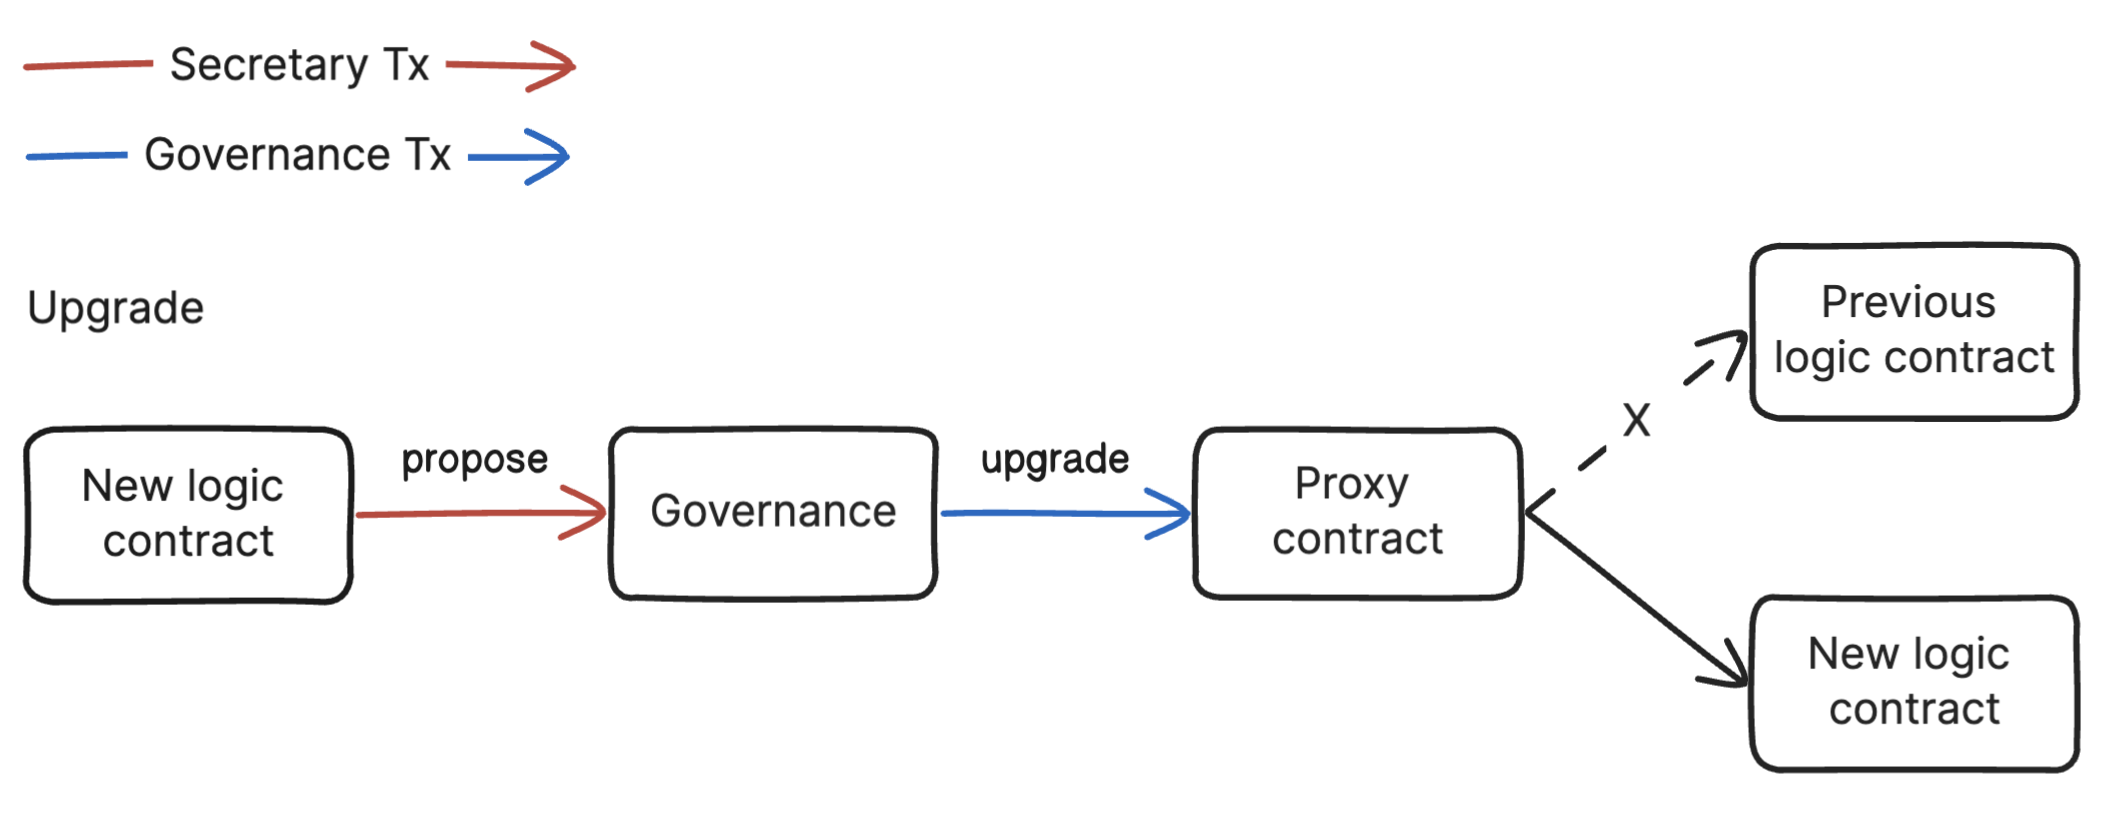 Secretary Tx
Governance Tx
Upgrade
New logic
contract
propose
Governance
upgrade
Proxy
contract
X
Previous
logic contract
New logic
contract